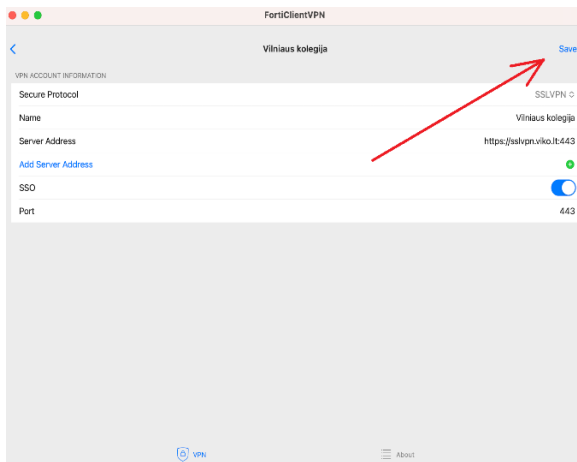 FortiClientVPN
Vilniaus kolegija
Save
VPN ACCOUNT INFORMATION
Secure Protocol SSLVPN
Name Vilniaus kolegija
Server Address https://sslvpn.viko.lt:443
Add Server Address
SSO
Port 443
VPN About